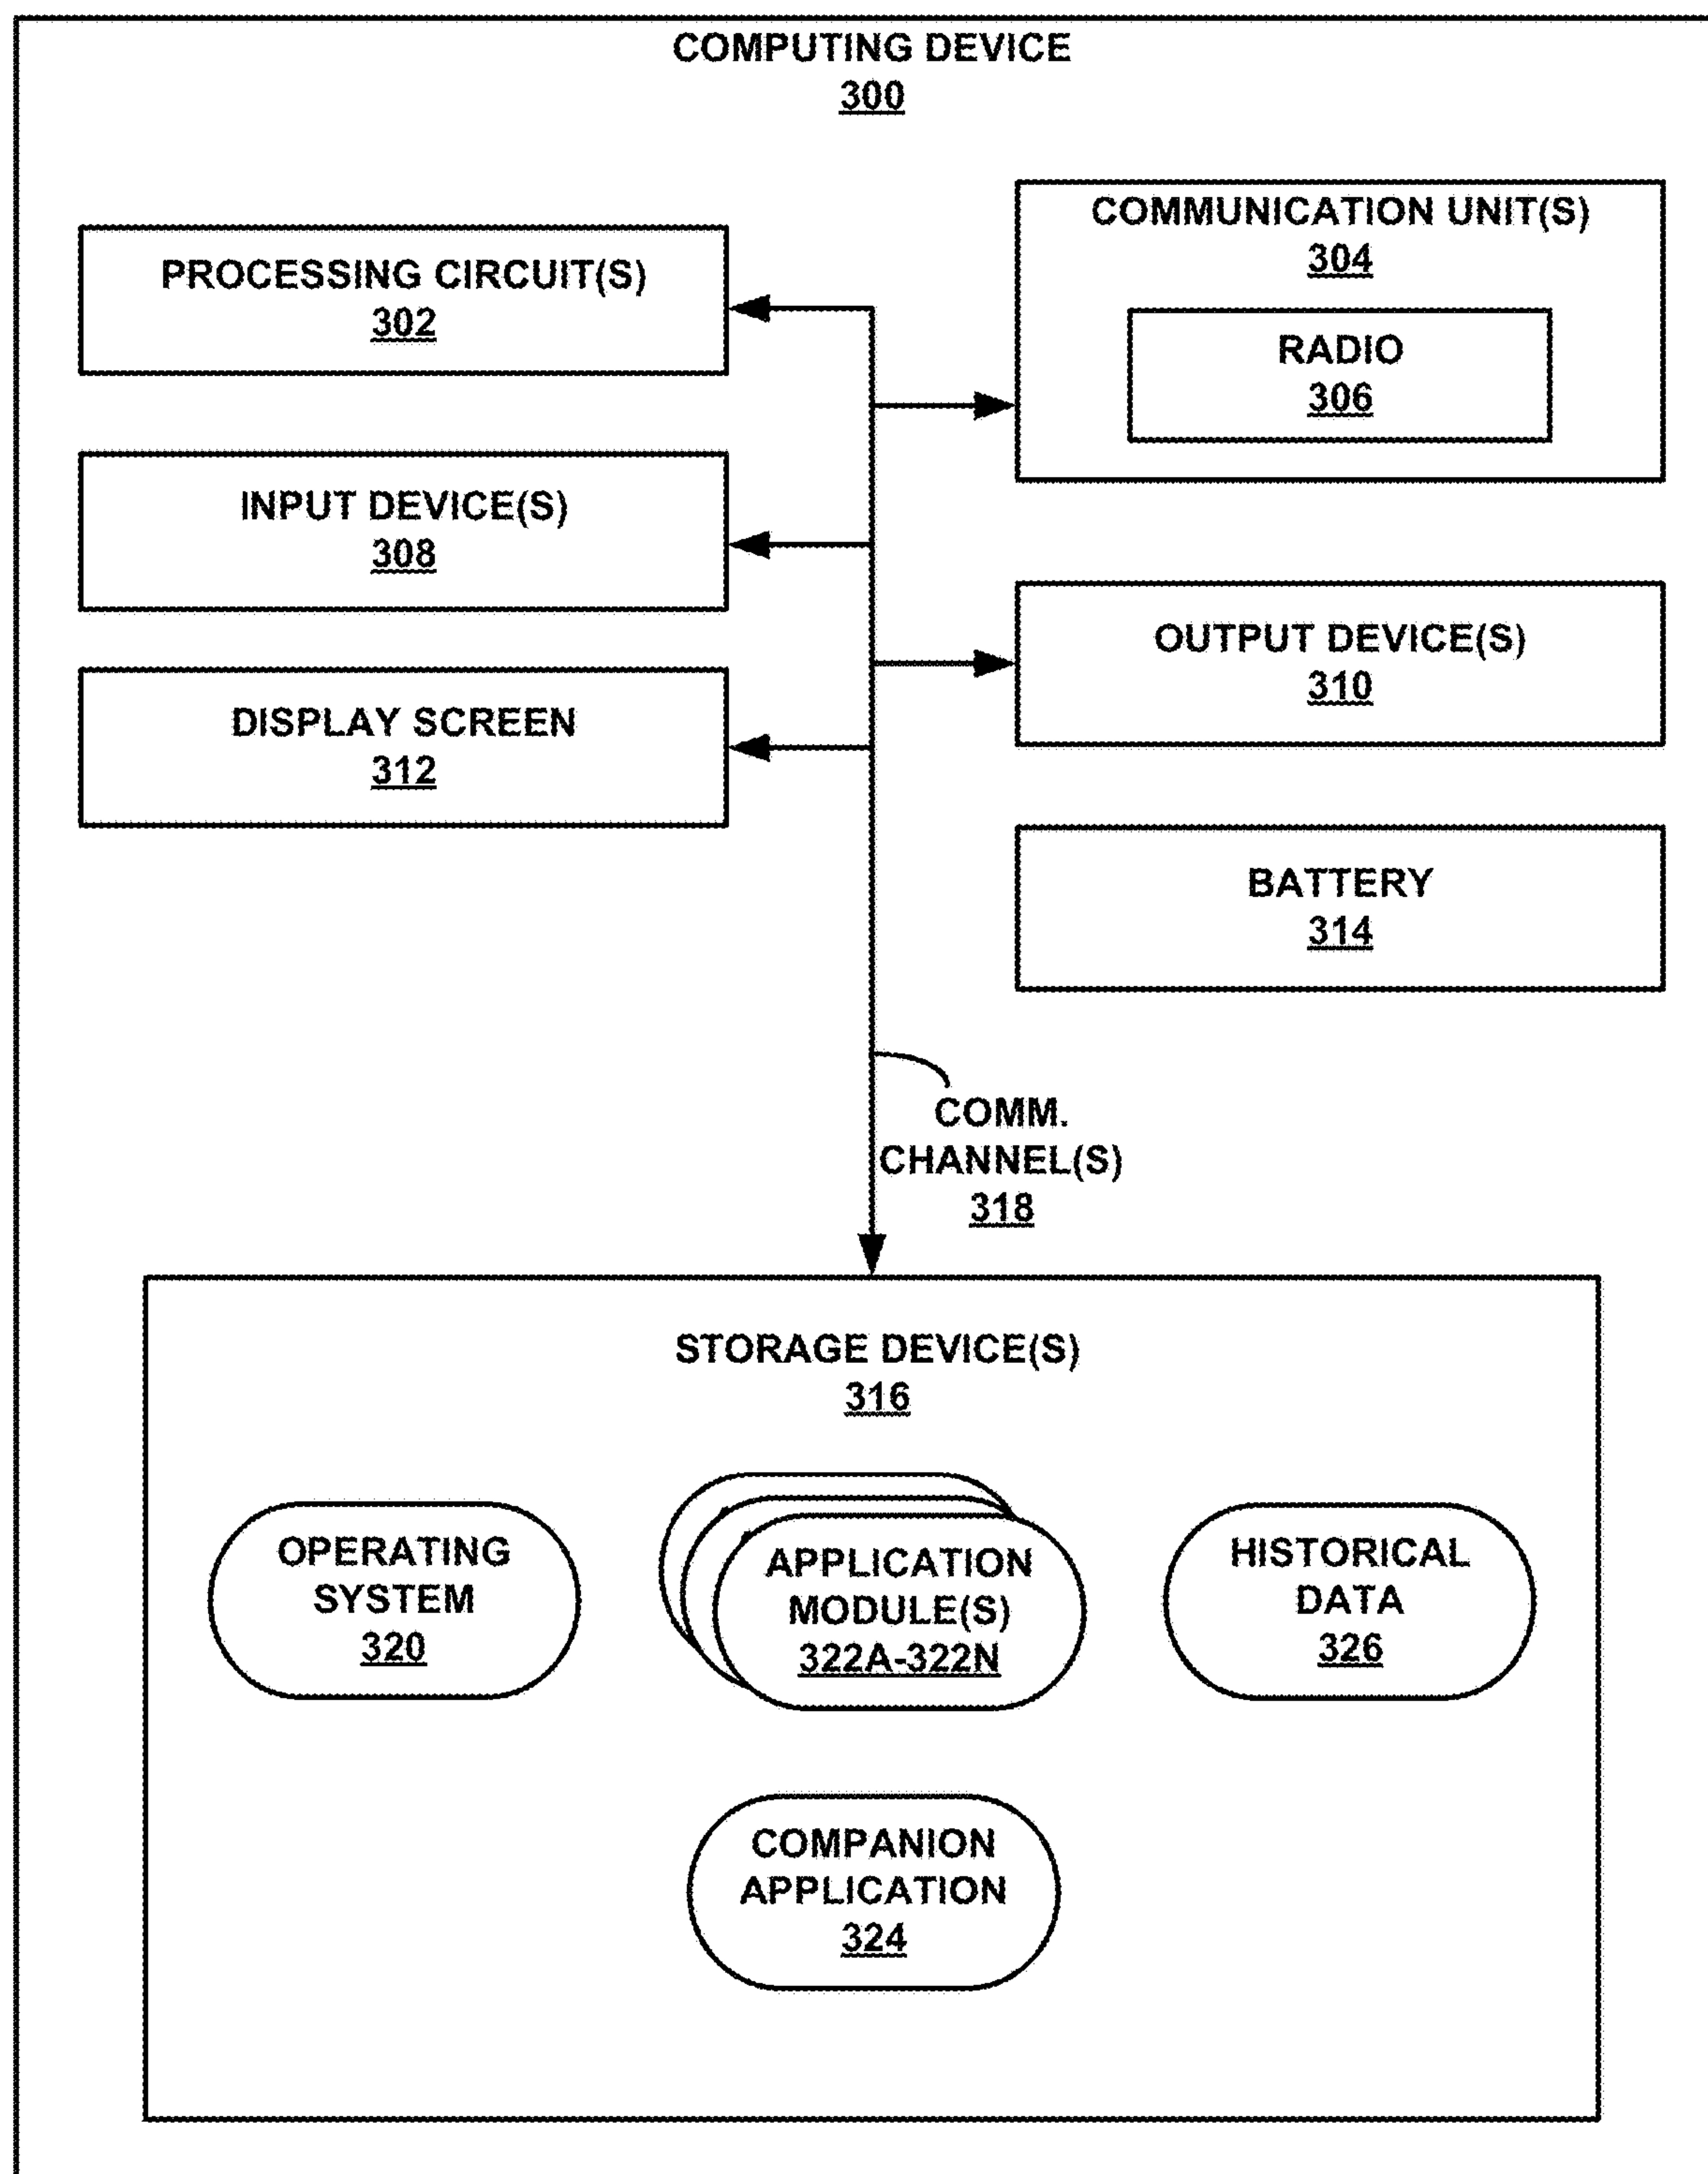 COMPUTING DEVICE
300
PROCESSING CIRCUIT(S)
302
COMMUNICATION UNIT(S)
304
RADIO
306
INPUT DEVICE(S)
308
OUTPUT DEVICE(S)
310
DISPLAY SCREEN
312
BATTERY
314
COMM.
CHANNEL(S)
318
STORAGE DEVICE(S)
316
OPERATING
SYSTEM
320
APPLICATION
MODULE(S)
322A-322N
HISTORICAL
DATA
326
COMPANION
APPLICATION
324